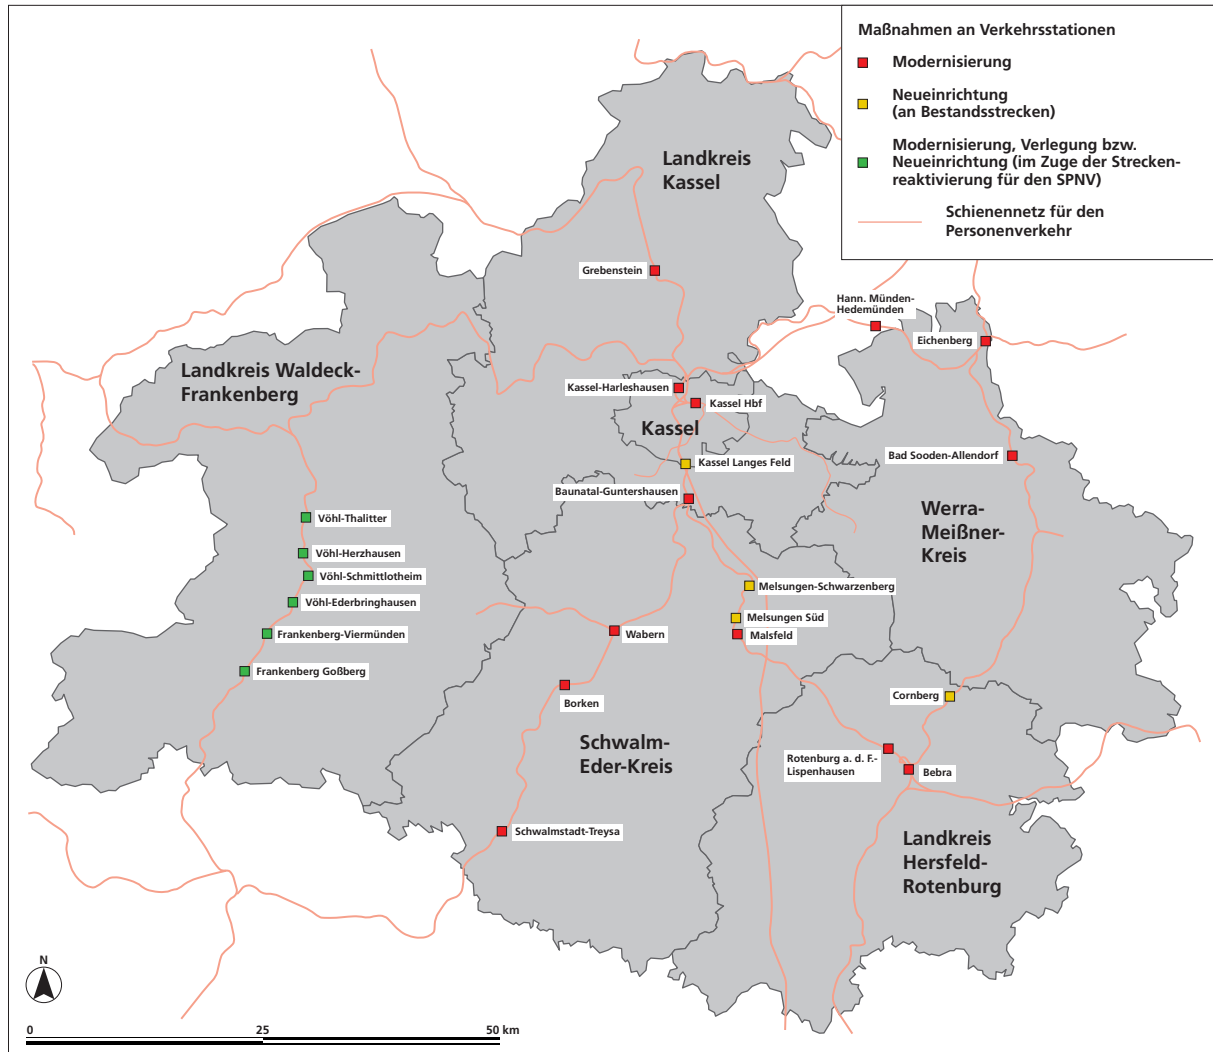 Maßnahmen an Verkehrsstationen
Modernisierung
Neueinrichtung
(an Bestandsstrecken)
Modernisierung, Verlegung bzw.
Neueinrichtung (im Zuge der Strecken-
reaktivierung für den SPNV)
Schienennetz für den
Personenverkehr
Landkreis
Kassel
Grebenstein
Hann. Münden-
Hedemünden
Eichenberg
Landkreis Waldeck-
Frankenberg
Kassel-Harleshausen
Kassel Hbf
Kassel
Kassel Langes Feld
Bad Sooden-Allendorf
Baunatal-Guntershausen
Werra-
Meißner-
Kreis
Vöhl-Thalitter
Vöhl-Herzhausen
Vöhl-Schmittlotheim
Vöhl-Ederbringhausen
Frankenberg-Viermünden
Frankenberg Goßberg
Melsungen-Schwarzenberg
Melsungen Süd
Malsfeld
Wabern
Borken
Cornberg
Schwalm-
Eder-Kreis
Rotenburg a. d. F.-
Lispenhausen
Bebra
Schwalmstadt-Treysa
Landkreis
Hersfeld-
Rotenburg
N
0 25 50 km